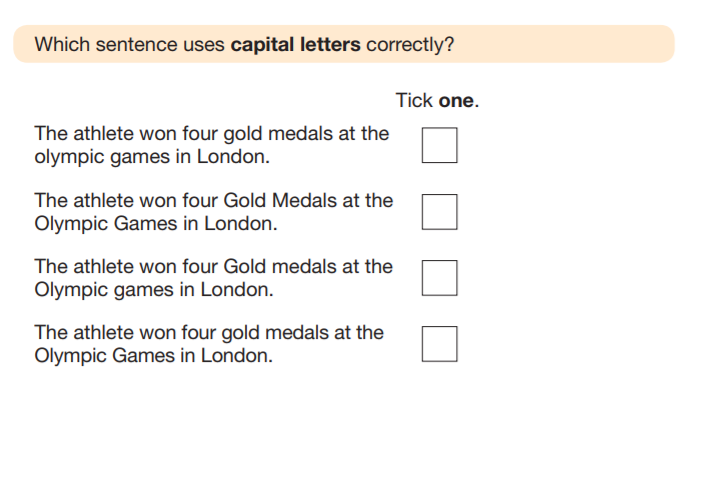 Which sentence uses capital letters correctly?
Tick one.
The athlete won four gold medals at the
olympic games in London.
The athlete won four Gold Medals at the
Olympic Games in London.
The athlete won four Gold medals at the
Olympic games in London.
The athlete won four gold medals at the
Olympic Games in London.